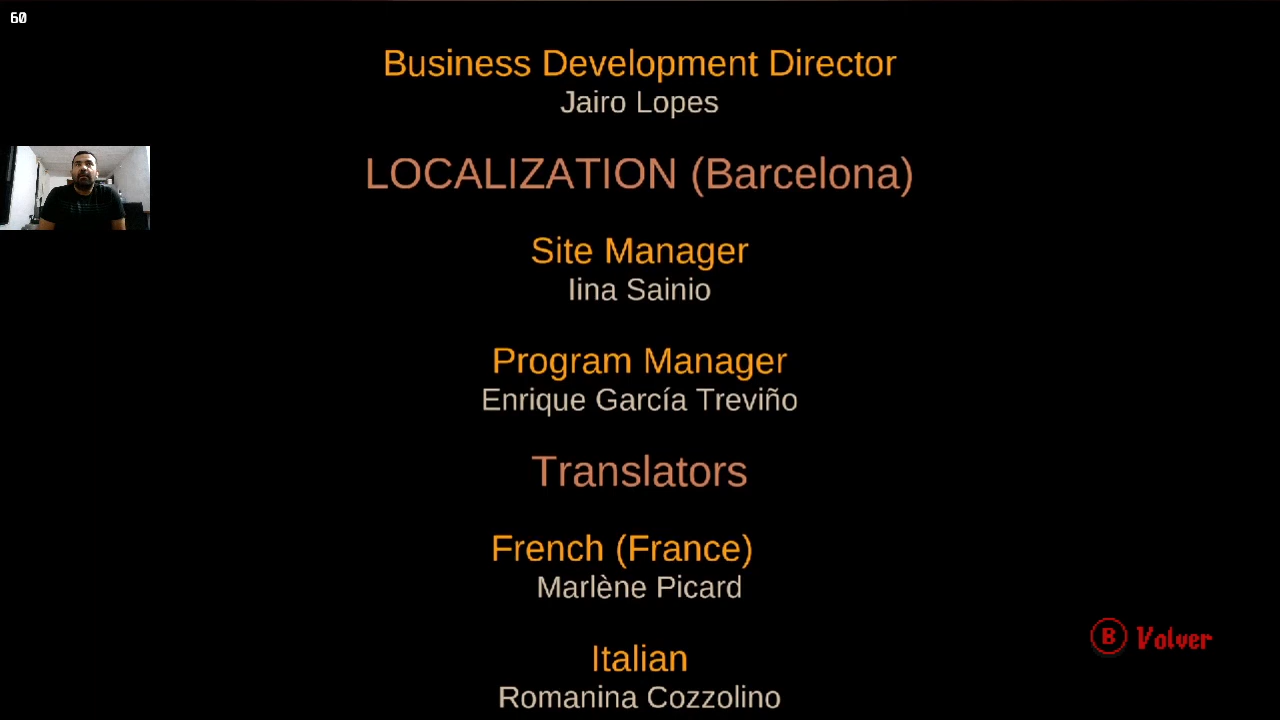 60
Business Development Director
Jairo Lopes
LOCALIZATION (Barcelona)
Site Manager
Iina Sainio
Program Manager
Enrique García Treviño
Translators
French (France)
Marlène Picard
B Volver
Italian
Romanina Cozzolino